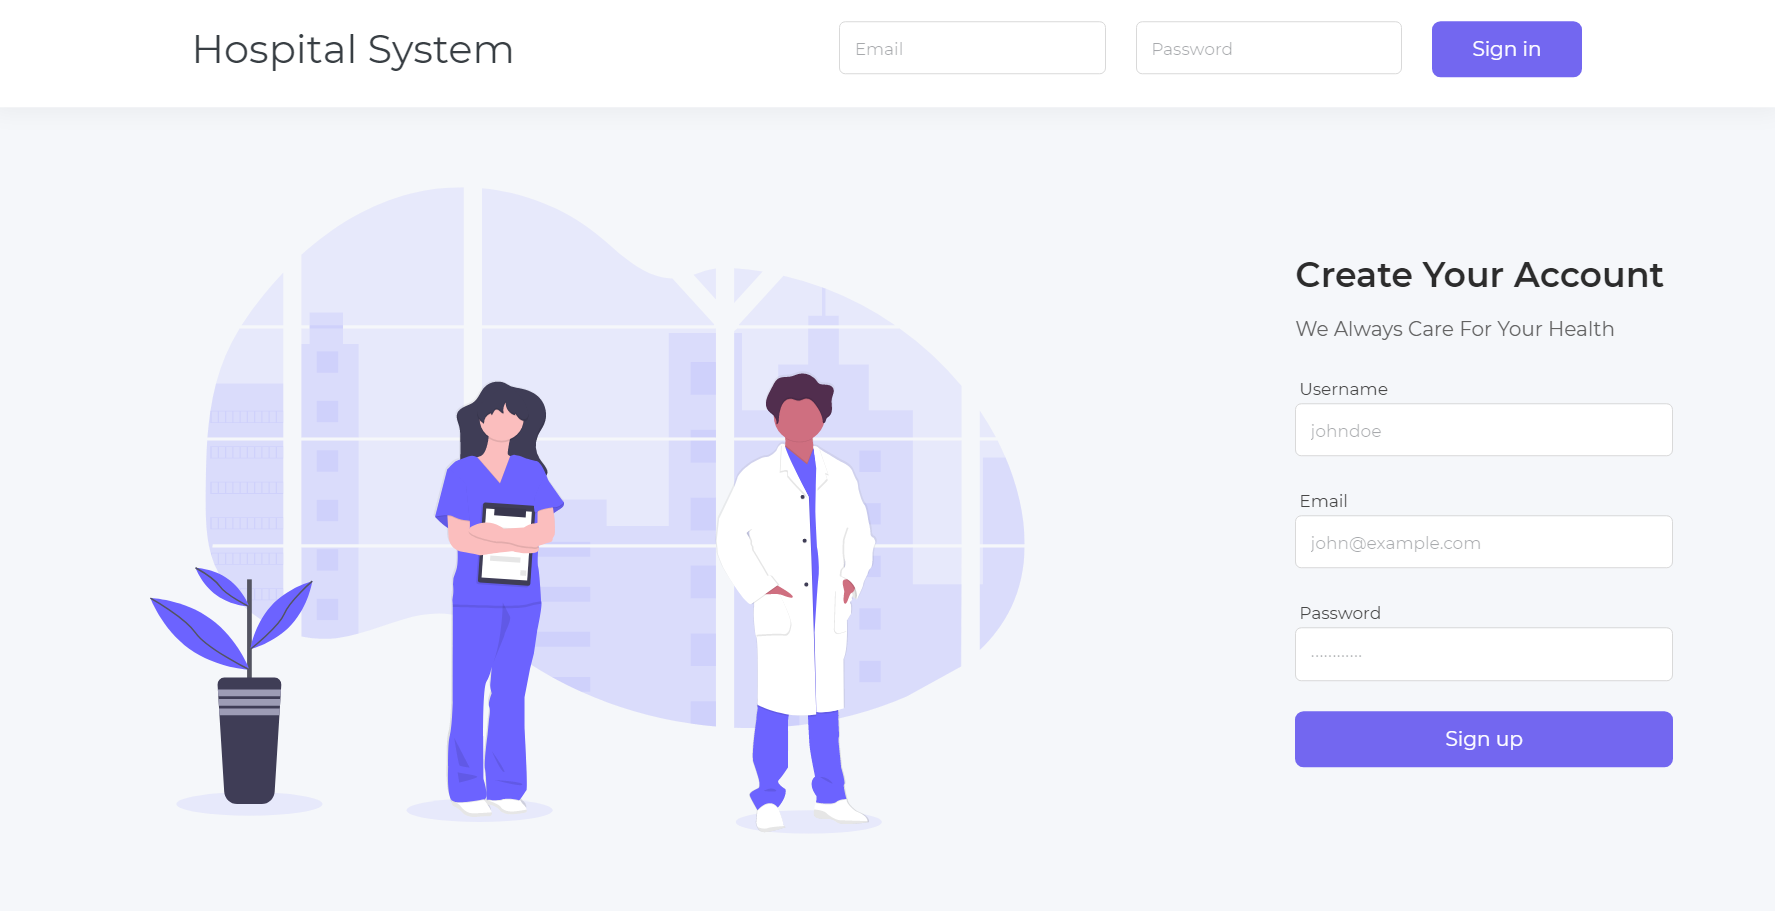 Hospital System
Email
Password
Sign in
Create Your Account
We Always Care For Your Health
Username
johndoe
Email
john@example.com
Password
............
Sign up